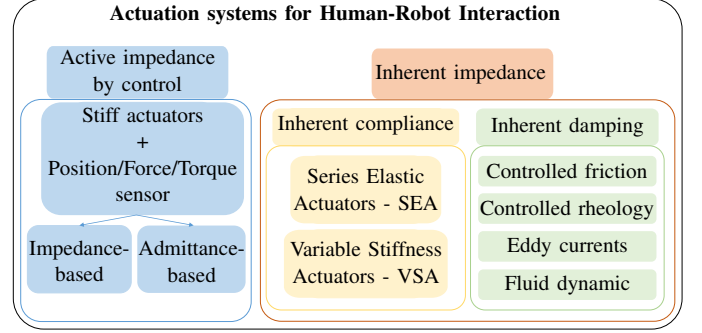 Actuation systems for Human-Robot Interaction
Active impedance
by control
Stiff actuators
+
Position/Force/Torque
sensor
Impedance-
based
Admittance-
based
Inherent impedance
Inherent compliance
Series Elastic
Actuators - SEA
Variable Stiffness
Actuators - VSA
Inherent damping
Controlled friction
Controlled rheology
Eddy currents
Fluid dynamic